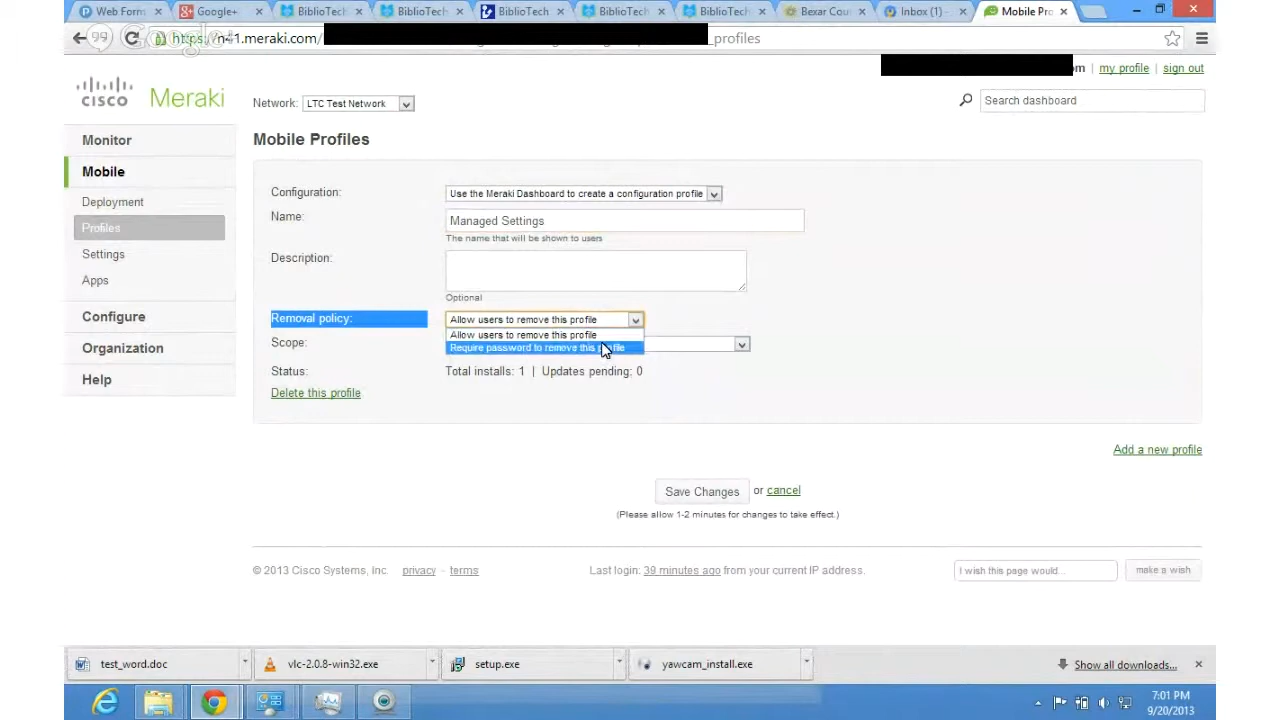 Web Form
Google+
BiblioTech
BiblioTech
BiblioTech
BiblioTech
BiblioTech
Bexar Cou
Inbox (1) -
Mobile Pro
99
Google+
https://n41.meraki.com/
_profiles
m
my profile | sign out
CISCO Meraki
Network: LTC Test Network
Search dashboard
Monitor
Mobile
Deployment
Profiles
Settings
Apps
Configure
Organization
Help
Mobile Profiles
Configuration: Use the Meraki Dashboard to create a configuration profile
Name: Managed Settings
The name that will be shown to users
Description:
Optional
Removal policy: Allow users to remove this profile
Allow users to remove this profile
Require password to remove this profile
Scope:
Status: Total installs: 1 | Updates pending: 0
Delete this profile
Add a new profile
Save Changes or cancel
(Please allow 1-2 minutes for changes to take effect.)
© 2013 Cisco Systems, Inc. privacy - terms
Last login: 39 minutes ago from your current IP address.
I wish this page would...
make a wish
test_word.doc
vlc-2.0.8-win32.exe
setup.exe
yawcam_install.exe
Show all downloads...
7:01 PM
9/20/2013